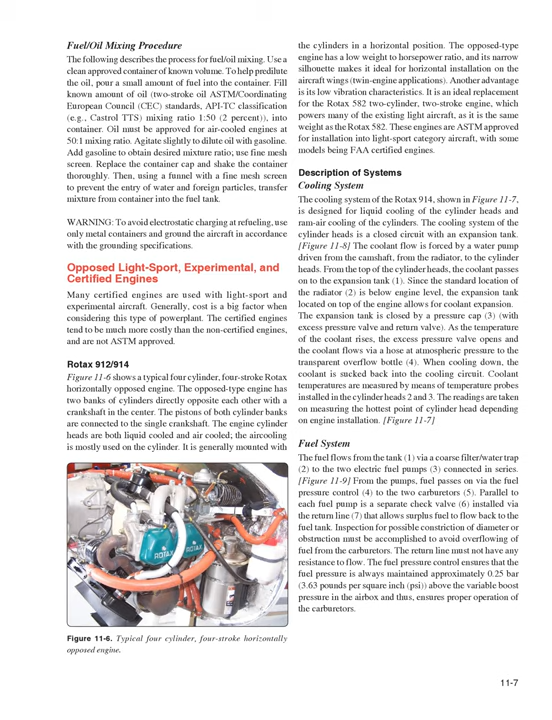 Fuel/Oil Mixing Procedure
The following describes the process for fuel/oil mixing. Use a
clean approved container of known volume. To help predilute
the oil, pour a small amount of fuel into the container. Fill
known amount of oil (two-stroke oil ASTM/Coordinating
European Council (CEC) standards, API-TC classification
(e.g., Castrol TTS) mixing ratio 1:50 (2 percent)), into
container. Oil must be approved for air-cooled engines at
50:1 mixing ratio. Agitate slightly to dilute oil with gasoline.
Add gasoline to obtain desired mixture ratio; use fine mesh
screen. Replace the container cap and shake the container
thoroughly. Then, using a funnel with a fine mesh screen
to prevent the entry of water and foreign particles, transfer
mixture from container into the fuel tank.
WARNING: To avoid electrostatic charging at refueling, use
only metal containers and ground the aircraft in accordance
with the grounding specifications.
Opposed Light-Sport, Experimental, and
Certified Engines
Many certified engines are used with light-sport and
experimental aircraft. Generally, cost is a big factor when
considering this type of powerplant. The certified engines
tend to be much more costly than the non-certified engines,
and are not ASTM approved.
Rotax 912/914
Figure 11-6 shows a typical four cylinder, four-stroke Rotax
horizontally opposed engine. The opposed-type engine has
two banks of cylinders directly opposite each other with a
crankshaft in the center. The pistons of both cylinder banks
are connected to the single crankshaft. The engine cylinder
heads are both liquid cooled and air cooled; the aircooling
is mostly used on the cylinder. It is generally mounted with
ROTAX
ROTAX
Figure 11-6. Typical four cylinder, four-stroke horizontally
opposed engine.
the cylinders in a horizontal position. The opposed-type
engine has a low weight to horsepower ratio, and its narrow
silhouette makes it ideal for horizontal installation on the
aircraft wings (twin-engine applications). Another advantage
is its low vibration characteristics. It is an ideal replacement
for the Rotax 582 two-cylinder, two-stroke engine, which
powers many of the existing light aircraft, as it is the same
weight as the Rotax 582. These engines are ASTM approved
for installation into light-sport category aircraft, with some
models being FAA certified engines.
Description of Systems
Cooling System
The cooling system of the Rotax 914, shown in Figure 11-7,
is designed for liquid cooling of the cylinder heads and
ram-air cooling of the cylinders. The cooling system of the
cylinder heads is a closed circuit with an expansion tank.
[Figure 11-8] The coolant flow is forced by a water pump
driven from the camshaft, from the radiator, to the cylinder
heads. From the top of the cylinder heads, the coolant passes
on to the expansion tank (1). Since the standard location of
the radiator (2) is below engine level, the expansion tank
located on top of the engine allows for coolant expansion.
The expansion tank is closed by a pressure cap (3) (with
excess pressure valve and return valve). As the temperature
of the coolant rises, the excess pressure valve opens and
the coolant flows via a hose at atmospheric pressure to the
transparent overflow bottle (4). When cooling down, the
coolant is sucked back into the cooling circuit. Coolant
temperatures are measured by means of temperature probes
installed in the cylinder heads 2 and 3. The readings are taken
on measuring the hottest point of cylinder head depending
on engine installation. [Figure 11-7]
Fuel System
The fuel flows from the tank (1) via a coarse filter/water trap
(2) to the two electric fuel pumps (3) connected in series.
[Figure 11-9] From the pumps, fuel passes on via the fuel
pressure control (4) to the two carburetors (5). Parallel to
each fuel pump is a separate check valve (6) installed via
the return line (7) that allows surplus fuel to flow back to the
fuel tank. Inspection for possible constriction of diameter or
obstruction must be accomplished to avoid overflowing of
fuel from the carburetors. The return line must not have any
resistance to flow. The fuel pressure control ensures that the
fuel pressure is always maintained approximately 0.25 bar
(3.63 pounds per square inch (psi)) above the variable boost
pressure in the airbox and thus, ensures proper operation of
the carburetors.
11-7